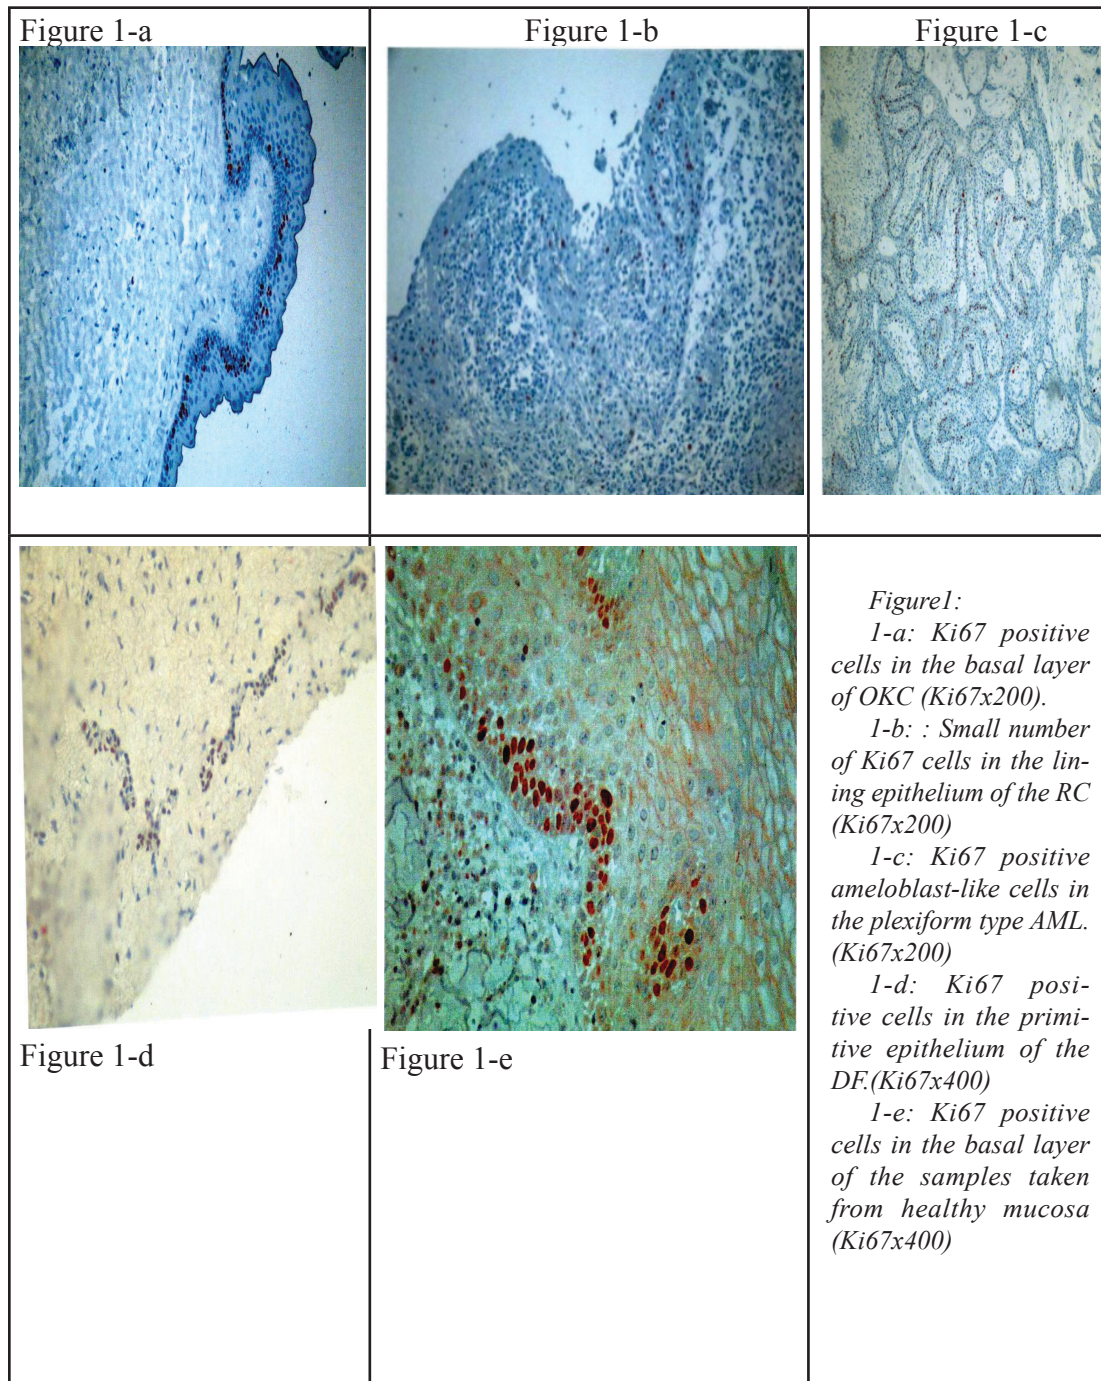 Figure 1-a
Figure 1-b
Figure 1-c
Figure 1-d
Figure 1-e
Figure1:
1-a: Ki67 positive
cells in the basal layer
of OKC (Ki67x200).
1-b: : Small number
of Ki67 cells in the lin-
ing epithelium of the RC
(Ki67x200)
1-c: Ki67 positive
ameloblast-like cells in
the plexiform type AML.
(Ki67x200)
1-d: Ki67 posi-
tive cells in the primi-
tive epithelium of the
DF.(Ki67x400)
1-e: Ki67 positive
cells in the basal layer
of the samples taken
from healthy mucosa
(Ki67x400)